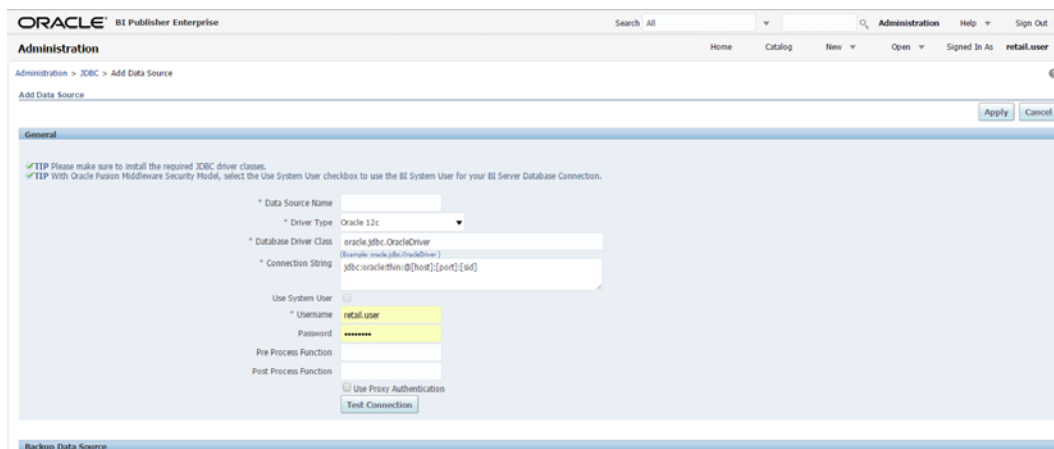 ORACLE BI Publisher Enterprise Search All Administration Help Sign Out
Administration Home Catalog New Open Signed In As retail.user
Administration > JDBC > Add Data Source
Add Data Source
Apply Cancel
General
TIP Please make sure to install the required JDBC driver classes.
TIP With Oracle Fusion Middleware Security Model, select the Use System User checkbox to use the BI System User for your BI Server Database Connection.
* Data Source Name
* Driver Type Oracle 12c
* Database Driver Class oracle.jdbc.OracleDriver
(Example: oracle.jdbc.OracleDriver )
* Connection String jdbc:oracle:thin:@[host]:[port]:[sid]
Use System User
* Username retail.user
Password ••••••••
Pre Process Function
Post Process Function
Use Proxy Authentication
Test Connection
Backup Data Source